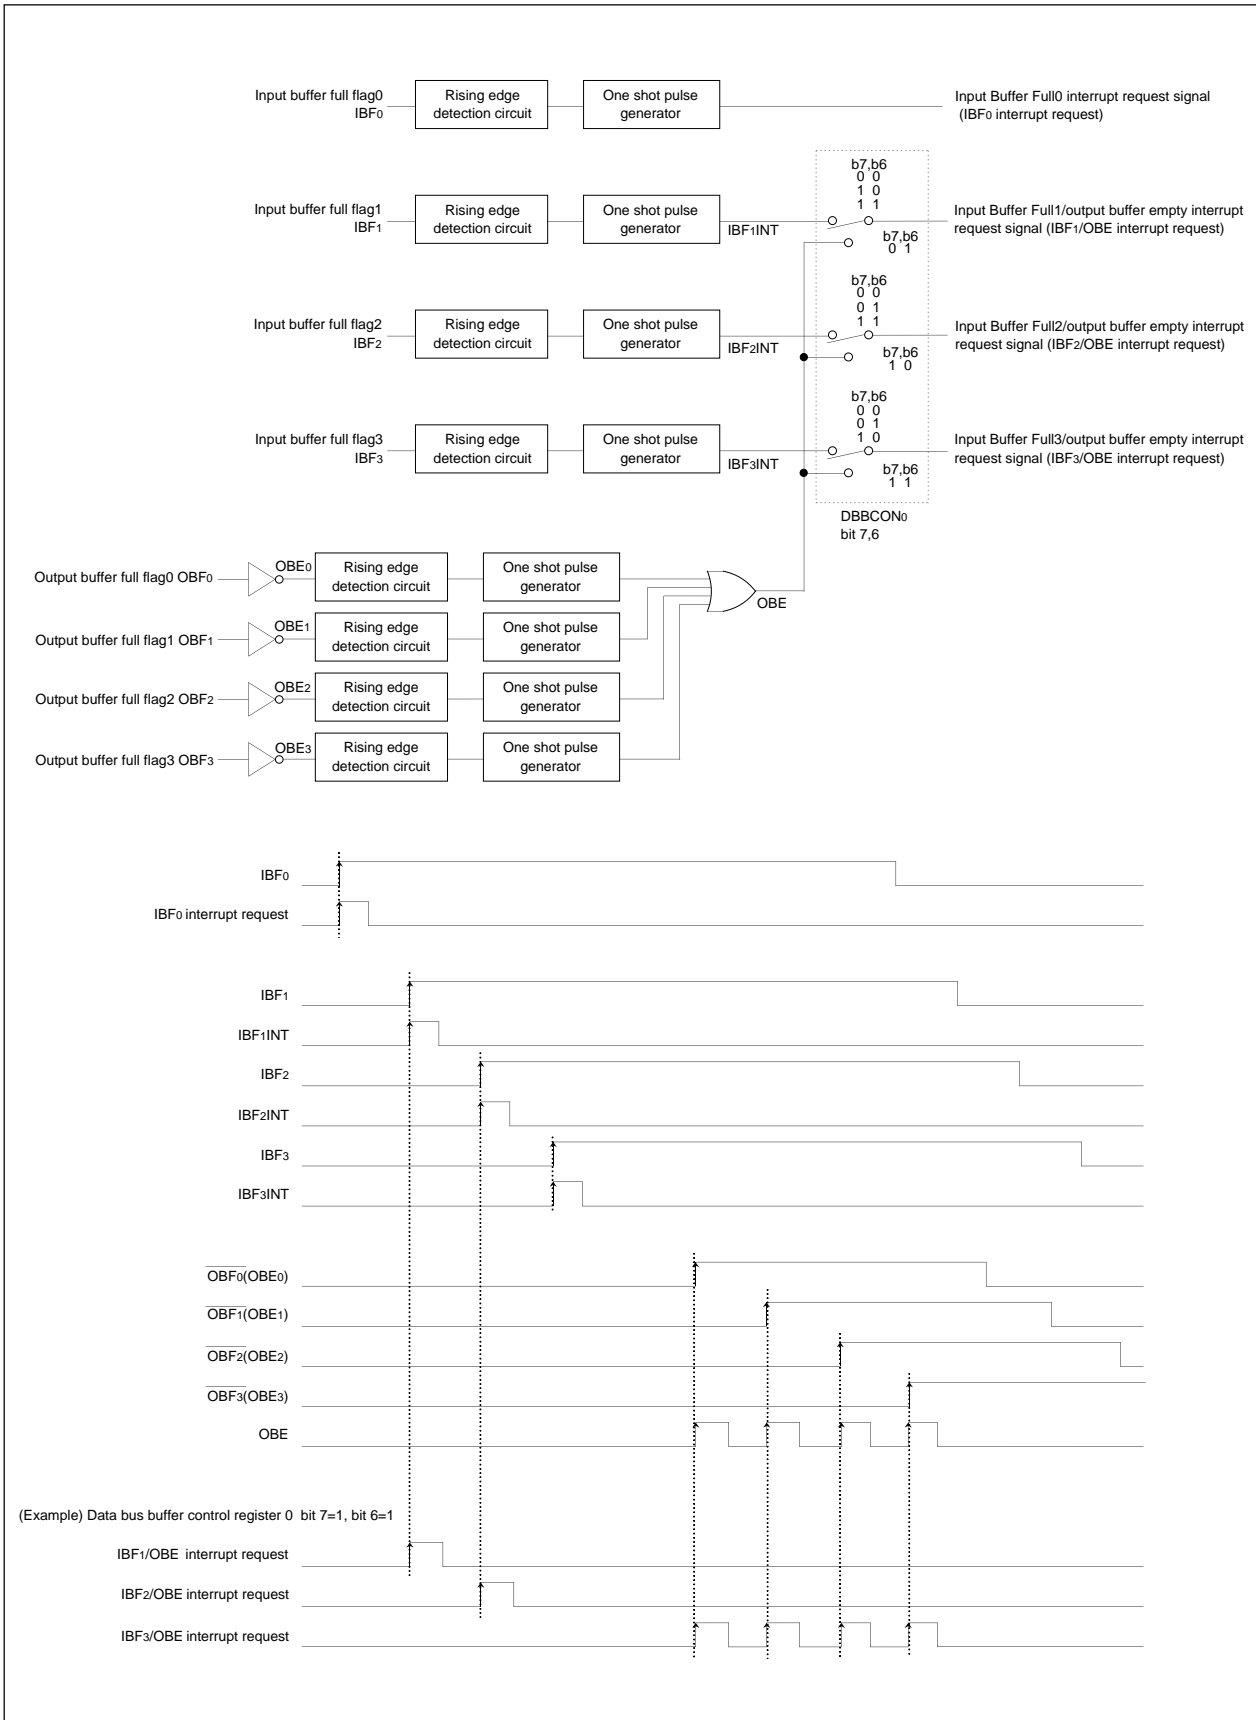 Input buffer full flag0
IBF0
Rising edge
detection circuit
One shot pulse
generator
Input Buffer Full0 interrupt request signal
(IBF0 interrupt request)
b7,b6
0 0
1 0
1 1
Input buffer full flag1
IBF1
Rising edge
detection circuit
One shot pulse
generator
IBF1INT
Input Buffer Full1/output buffer empty interrupt
request signal (IBF1/OBE interrupt request)
b7,b6
0 1
b7,b6
0 0
0 1
1 1
Input buffer full flag2
IBF2
Rising edge
detection circuit
One shot pulse
generator
IBF2INT
Input Buffer Full2/output buffer empty interrupt
request signal (IBF2/OBE interrupt request)
b7,b6
1 0
b7,b6
0 0
0 1
1 0
Input buffer full flag3
IBF3
Rising edge
detection circuit
One shot pulse
generator
IBF3INT
Input Buffer Full3/output buffer empty interrupt
request signal (IBF3/OBE interrupt request)
b7,b6
1 1
DBBCON0
bit 7,6
Output buffer full flag0 OBF0
OBE0
Rising edge
detection circuit
One shot pulse
generator
OBE
Output buffer full flag1 OBF1
OBE1
Rising edge
detection circuit
One shot pulse
generator
Output buffer full flag2 OBF2
OBE2
Rising edge
detection circuit
One shot pulse
generator
Output buffer full flag3 OBF3
OBE3
Rising edge
detection circuit
One shot pulse
generator
IBF0
IBF0 interrupt request
IBF1
IBF1INT
IBF2
IBF2INT
IBF3
IBF3INT
OBF0(OBE0)
OBF1(OBE1)
OBF2(OBE2)
OBF3(OBE3)
OBE
(Example) Data bus buffer control register 0 bit 7=1, bit 6=1
IBF1/OBE interrupt request
IBF2/OBE interrupt request
IBF3/OBE interrupt request